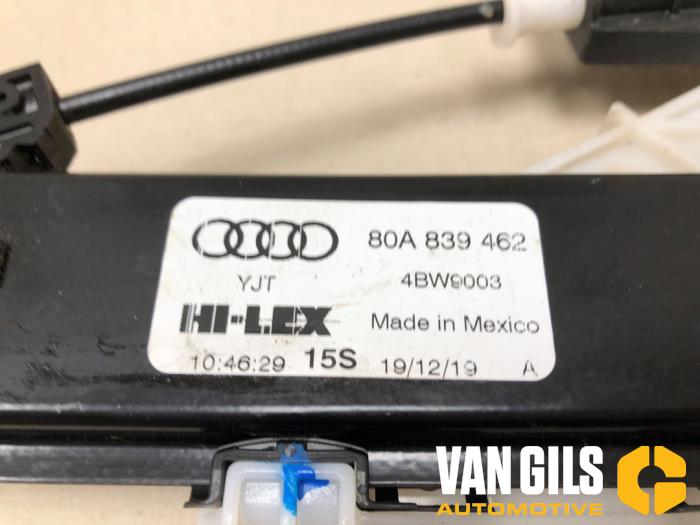 80A 839 462
YJT 4BW9003
HI-LEX Made in Mexico
10:46:29 15S 19/12/19 A
VAN GILS
AUTOMOTIVE